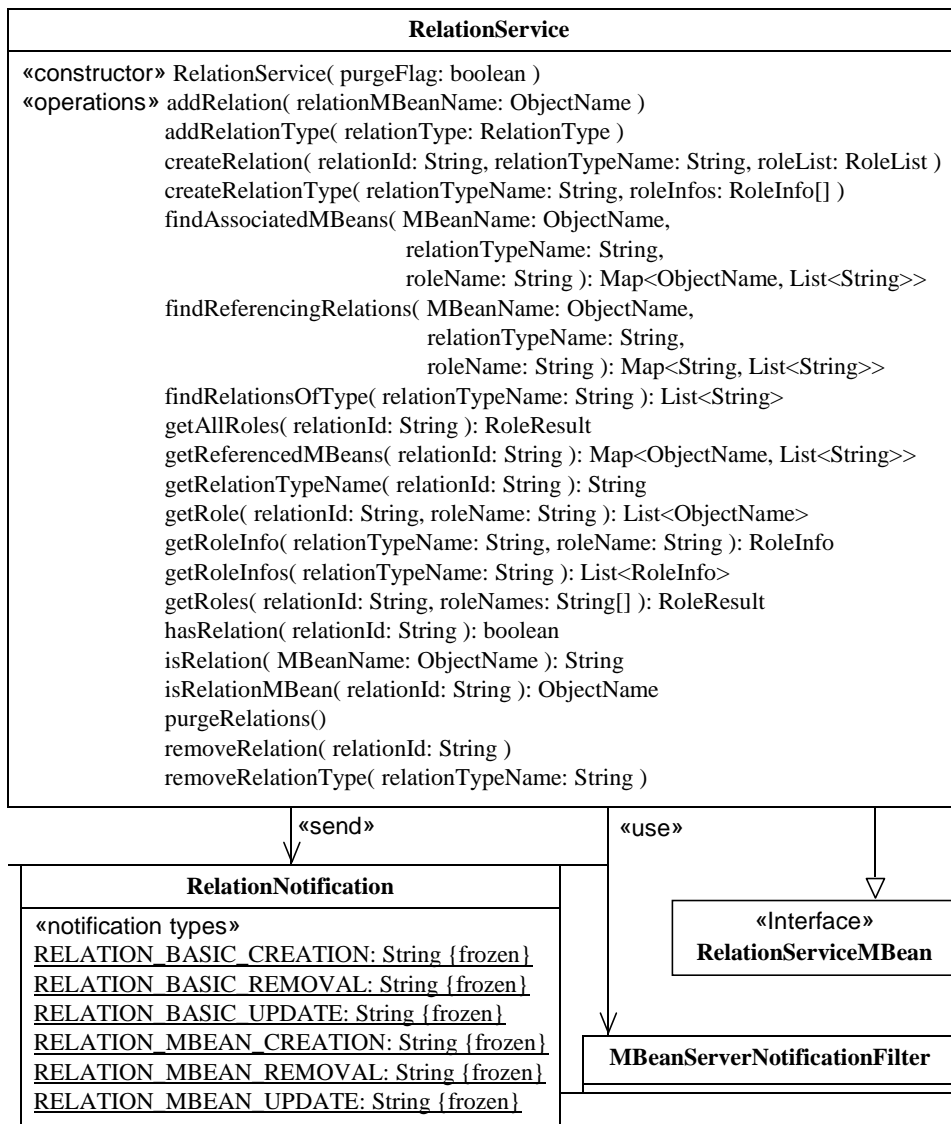 RelationService
«constructor» RelationService( purgeFlag: boolean )
«operations» addRelation( relationMBeanName: ObjectName )
addRelationType( relationType: RelationType )
createRelation( relationId: String, relationTypeName: String, roleList: RoleList )
createRelationType( relationTypeName: String, roleInfos: RoleInfo[] )
findAssociatedMBeans( MBeanName: ObjectName,
relationTypeName: String,
roleName: String ): Map<ObjectName, List<String>>
findReferencingRelations( MBeanName: ObjectName,
relationTypeName: String,
roleName: String ): Map<String, List<String>>
findRelationsOfType( relationTypeName: String ): List<String>
getAllRoles( relationId: String ): RoleResult
getReferencedMBeans( relationId: String ): Map<ObjectName, List<String>>
getRelationTypeName( relationId: String ): String
getRole( relationId: String, roleName: String ): List<ObjectName>
getRoleInfo( relationTypeName: String, roleName: String ): RoleInfo
getRoleInfos( relationTypeName: String ): List<RoleInfo>
getRoles( relationId: String, roleNames: String[] ): RoleResult
hasRelation( relationId: String ): boolean
isRelation( MBeanName: ObjectName ): String
isRelationMBean( relationId: String ): ObjectName
purgeRelations()
removeRelation( relationId: String )
removeRelationType( relationTypeName: String )
«send»
«use»
RelationNotification
«notification types»
RELATION_BASIC_CREATION: String {frozen}
RELATION_BASIC_REMOVAL: String {frozen}
RELATION_BASIC_UPDATE: String {frozen}
RELATION_MBEAN_CREATION: String {frozen}
RELATION_MBEAN_REMOVAL: String {frozen}
RELATION_MBEAN_UPDATE: String {frozen}
«Interface»
RelationServiceMBean
MBeanServerNotificationFilter